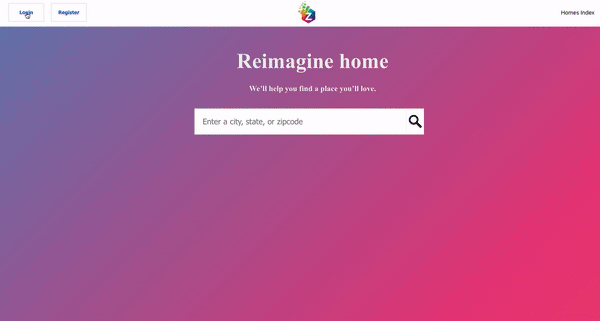 Login
Register
Z
Homes Index
Reimagine home
We'll help you find a place you'll love.
Enter a city, state, or zipcode